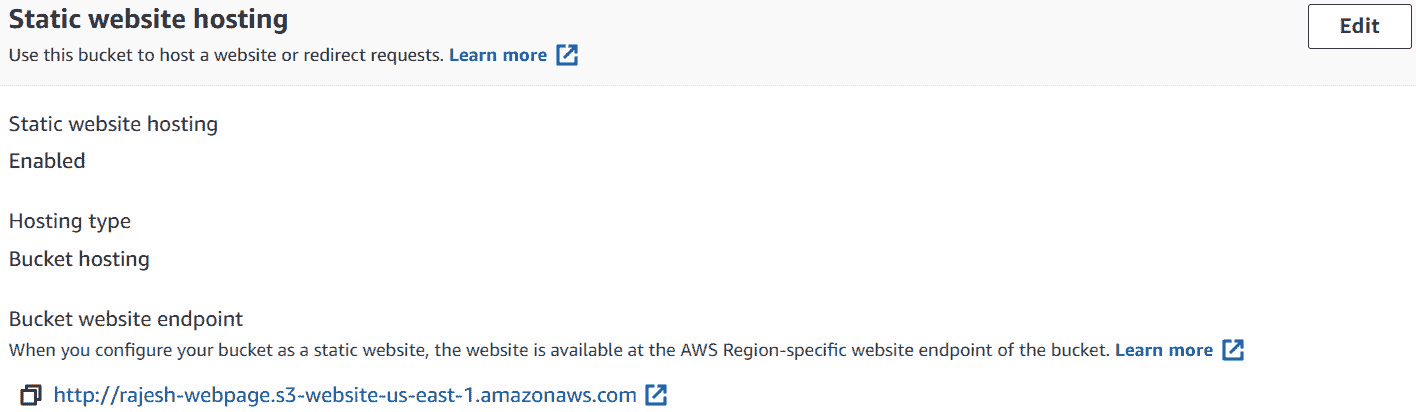 Static website hosting
Edit
Use this bucket to host a website or redirect requests. Learn more
Static website hosting
Enabled
Hosting type
Bucket hosting
Bucket website endpoint
When you configure your bucket as a static website, the website is available at the AWS Region-specific website endpoint of the bucket. Learn more
http://rajesh-webpage.s3-website-us-east-1.amazonaws.com